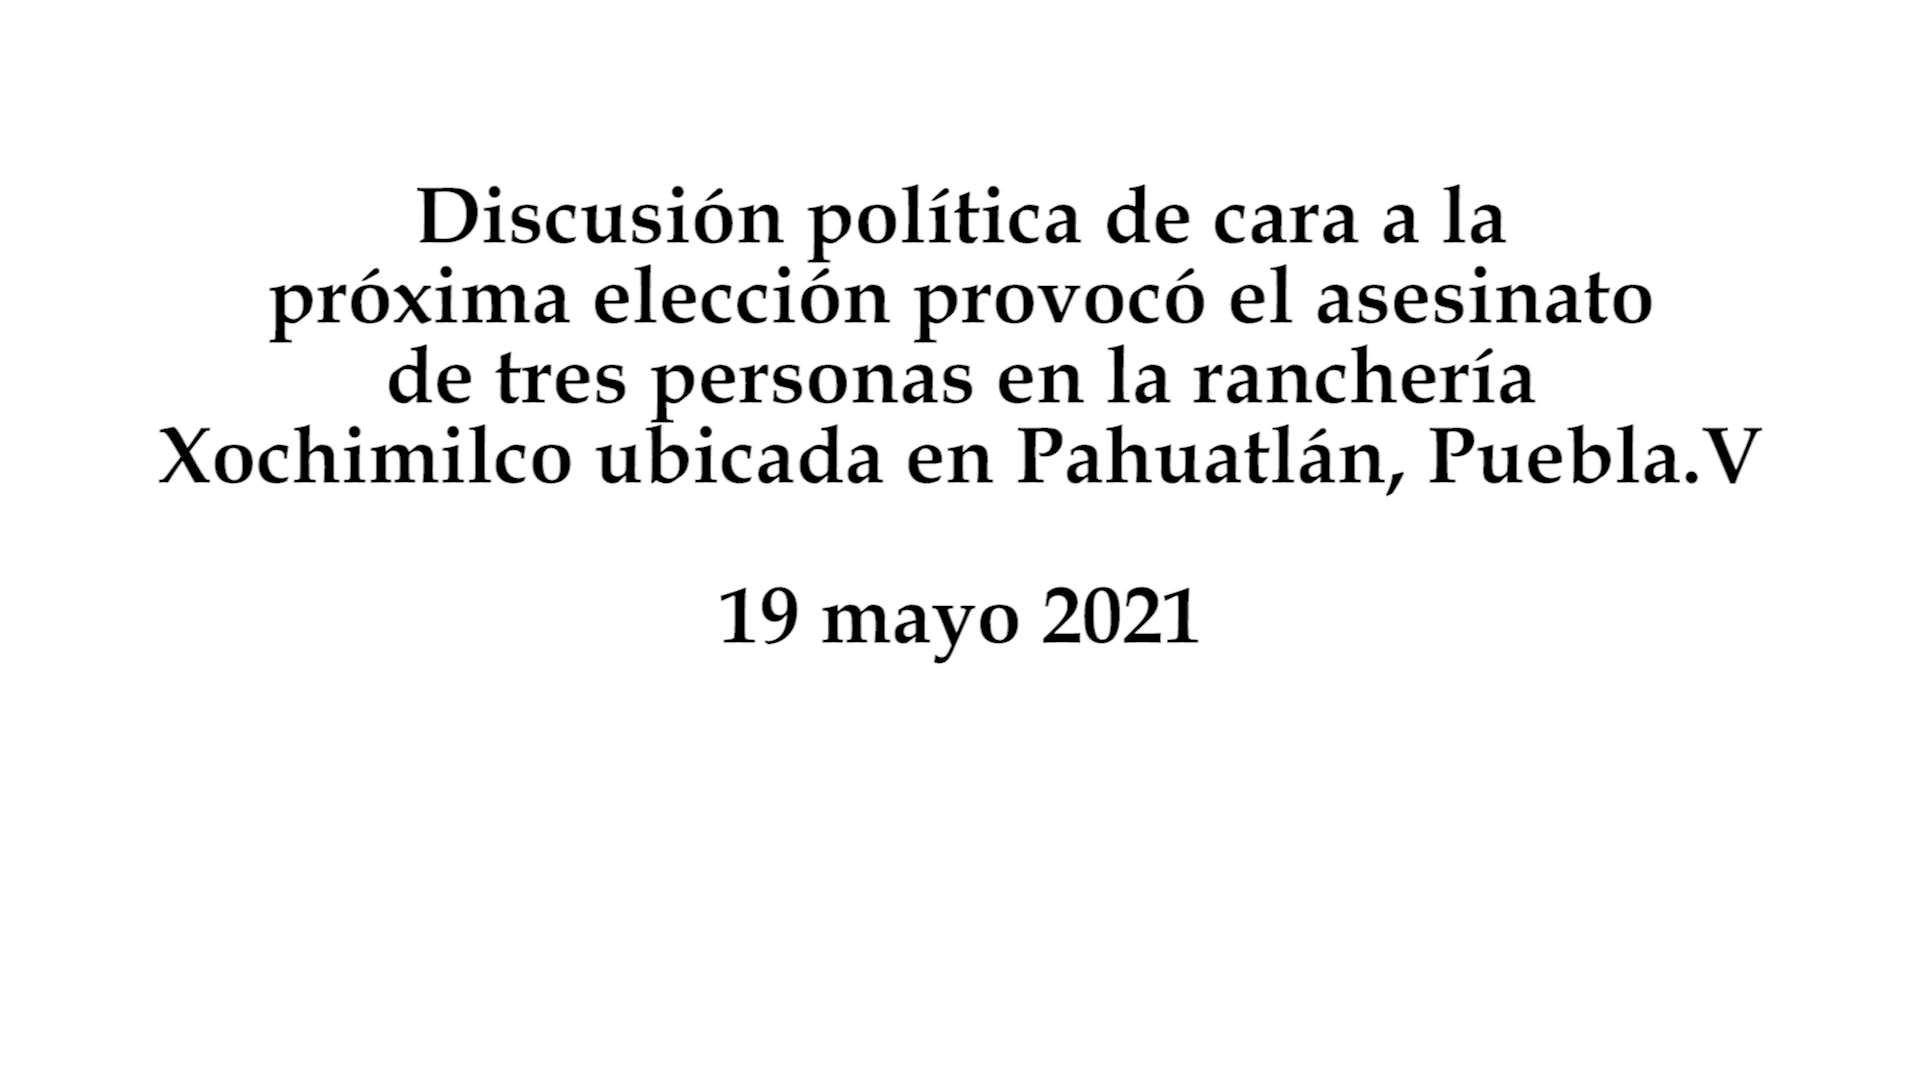 Discusión política de cara a la
próxima elección provocó el asesinato
de tres personas en la ranchería
Xochimilco ubicada en Pahuatlán, Puebla.V
19 mayo 2021